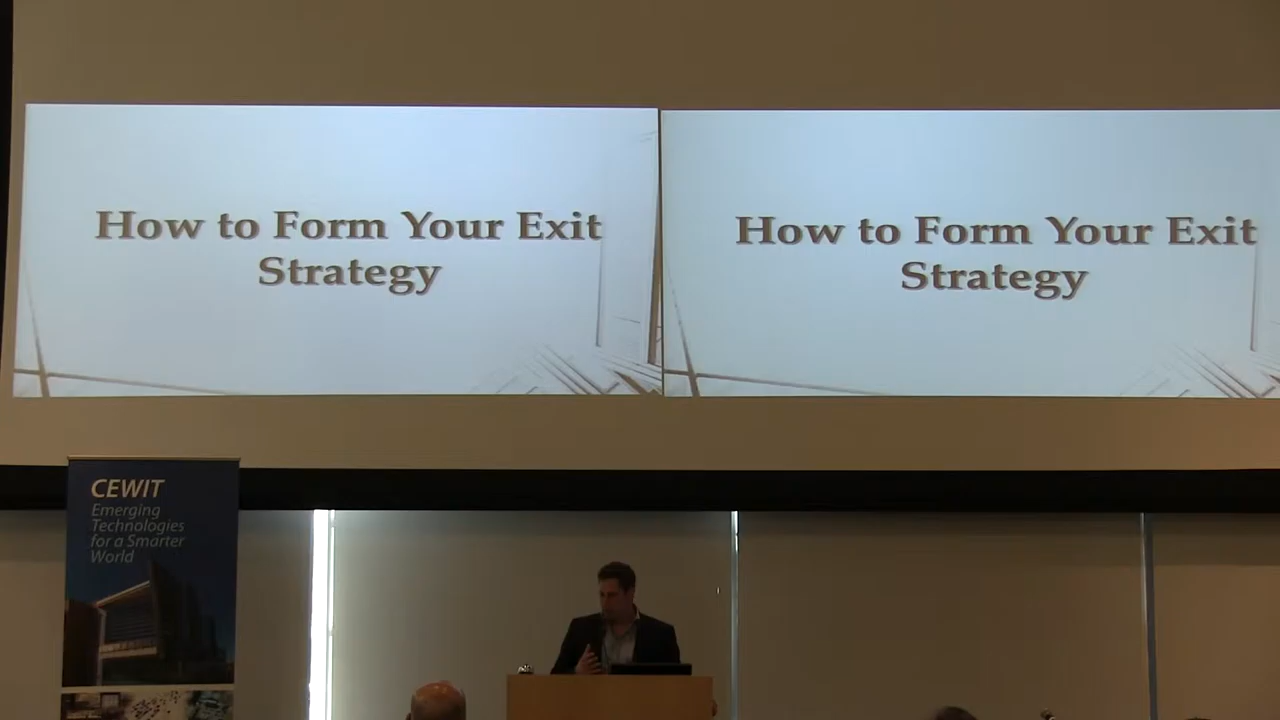 How to Form Your Exit
Strategy
How to Form Your Exit
Strategy
CEWIT
Emerging
Technologies
for a Smarter
World